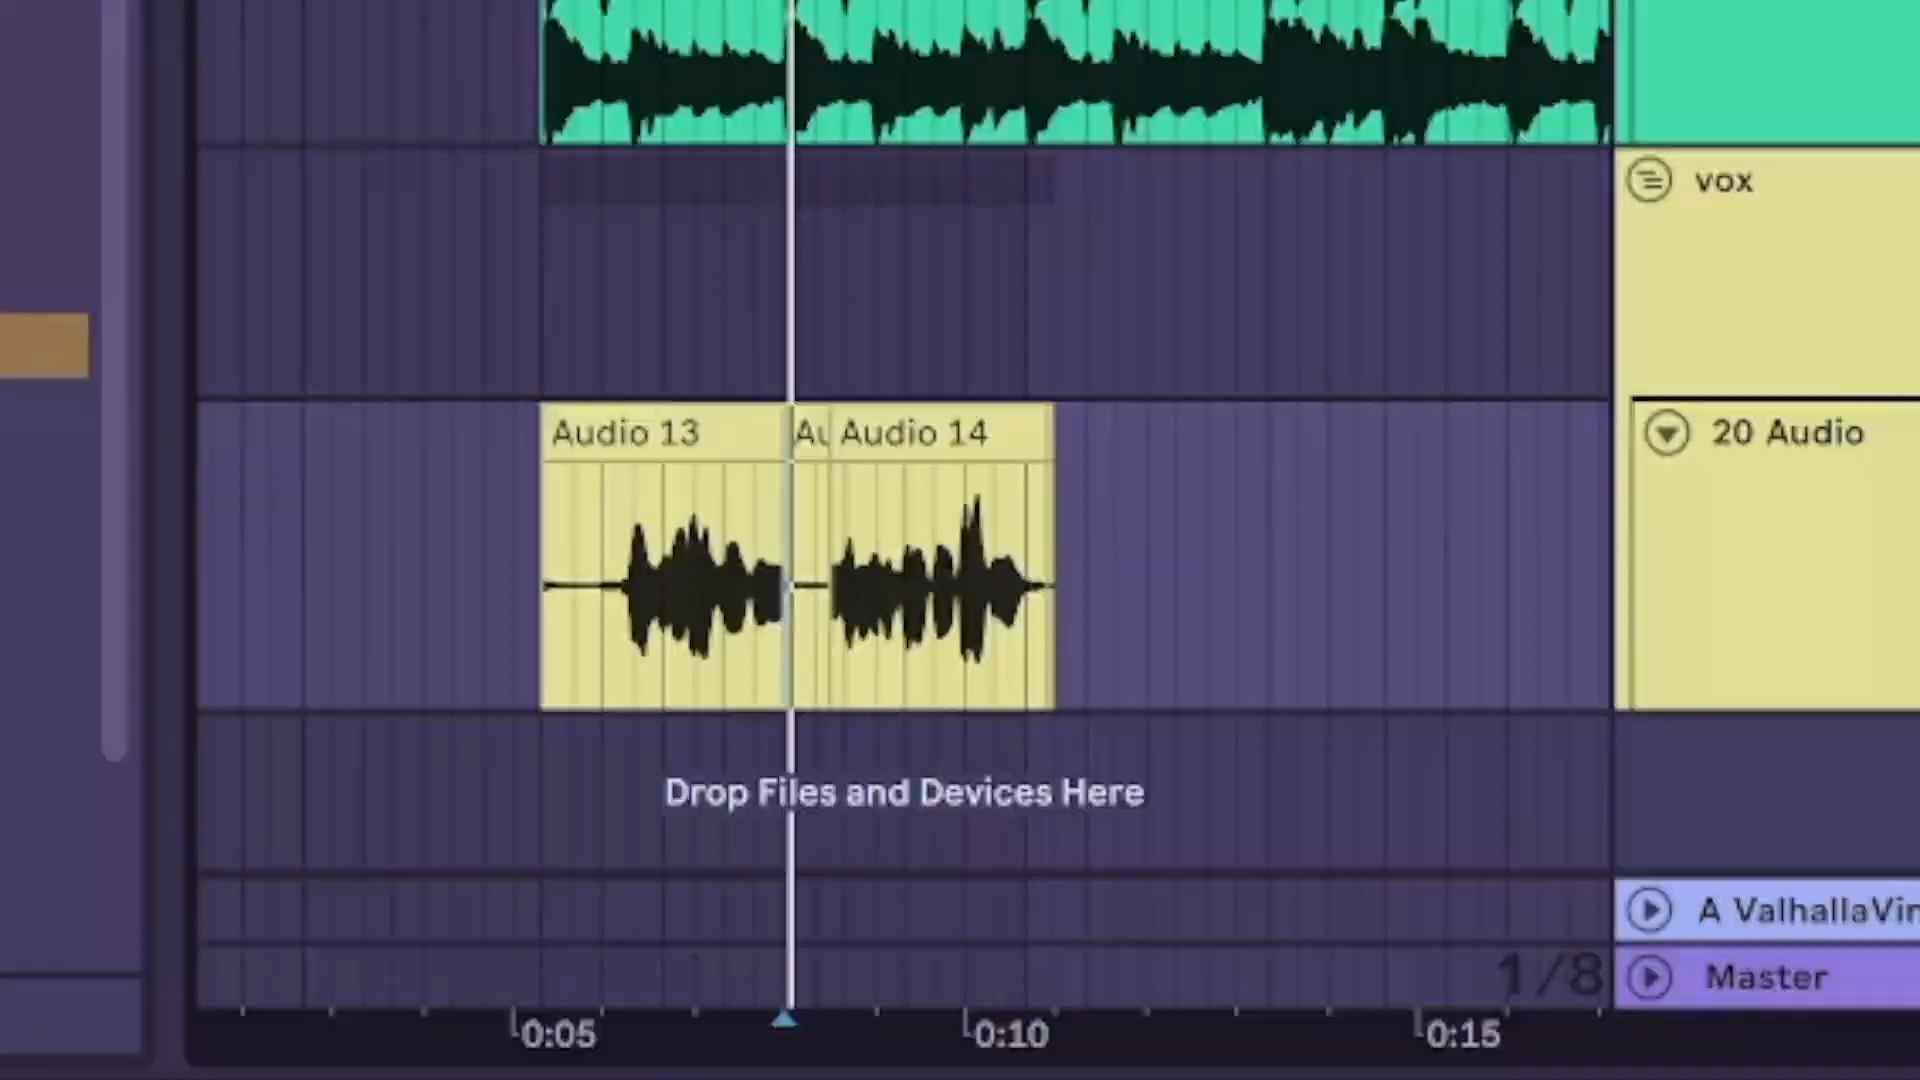 vox
Audio 13
Au
Audio 14
20 Audio
Drop Files and Devices Here
A ValhallaVin
1/8
Master
0:05
0:10
0:15